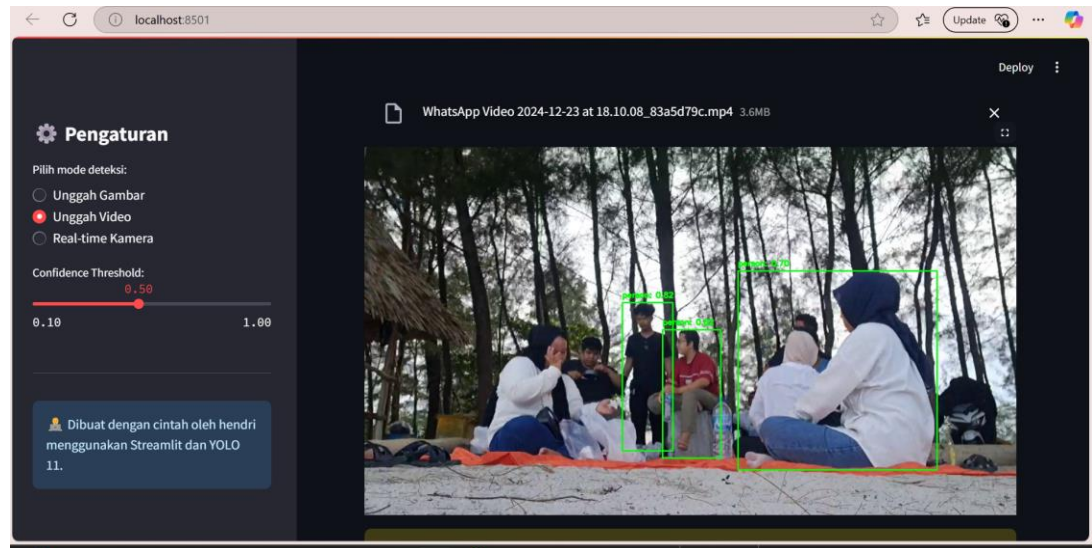 localhost:8501
Update
Deploy
WhatsApp Video 2024-12-23 at 18.10.08_83a5d79c.mp4 3.6MB
Pengaturan
Pilih mode deteksi:
Unggah Gambar
Unggah Video
Real-time Kamera
Confidence Threshold:
0.50
0.10 1.00
Dibuat dengan cintah oleh hendri
menggunakan Streamlit dan YOLO
11.